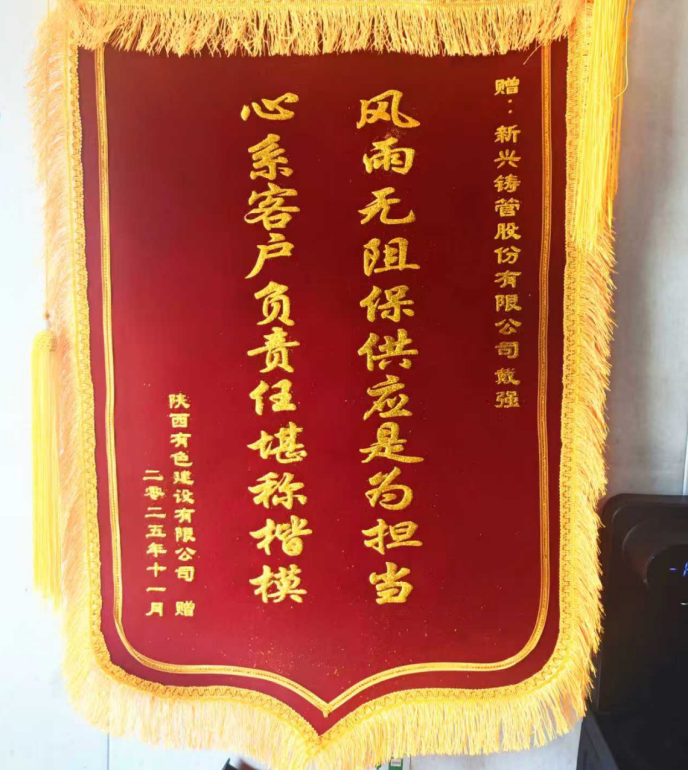 赠：新兴铸管股份有限公司戴强
风雨无阻保供应是为担当
心系客户负责任堪称楷模
陕西有色建设有限公司 赠
二零二五年十一月